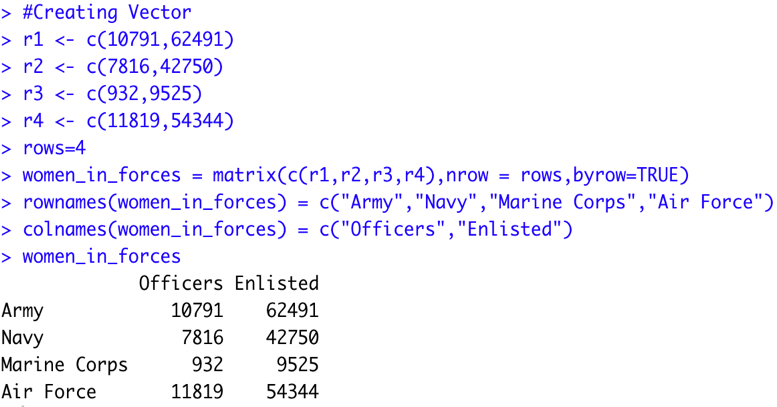 > #Creating Vector
> r1 <- c(10791,62491)
> r2 <- c(7816,42750)
> r3 <- c(932,9525)
> r4 <- c(11819,54344)
> rows=4
> women_in_forces = matrix(c(r1,r2,r3,r4),nrow = rows,byrow=TRUE)
> rownames(women_in_forces) = c("Army","Navy","Marine Corps","Air Force")
> colnames(women_in_forces) = c("Officers","Enlisted")
> women_in_forces
             Officers Enlisted
Army            10791    62491
Navy             7816    42750
Marine Corps      932     9525
Air Force       11819    54344